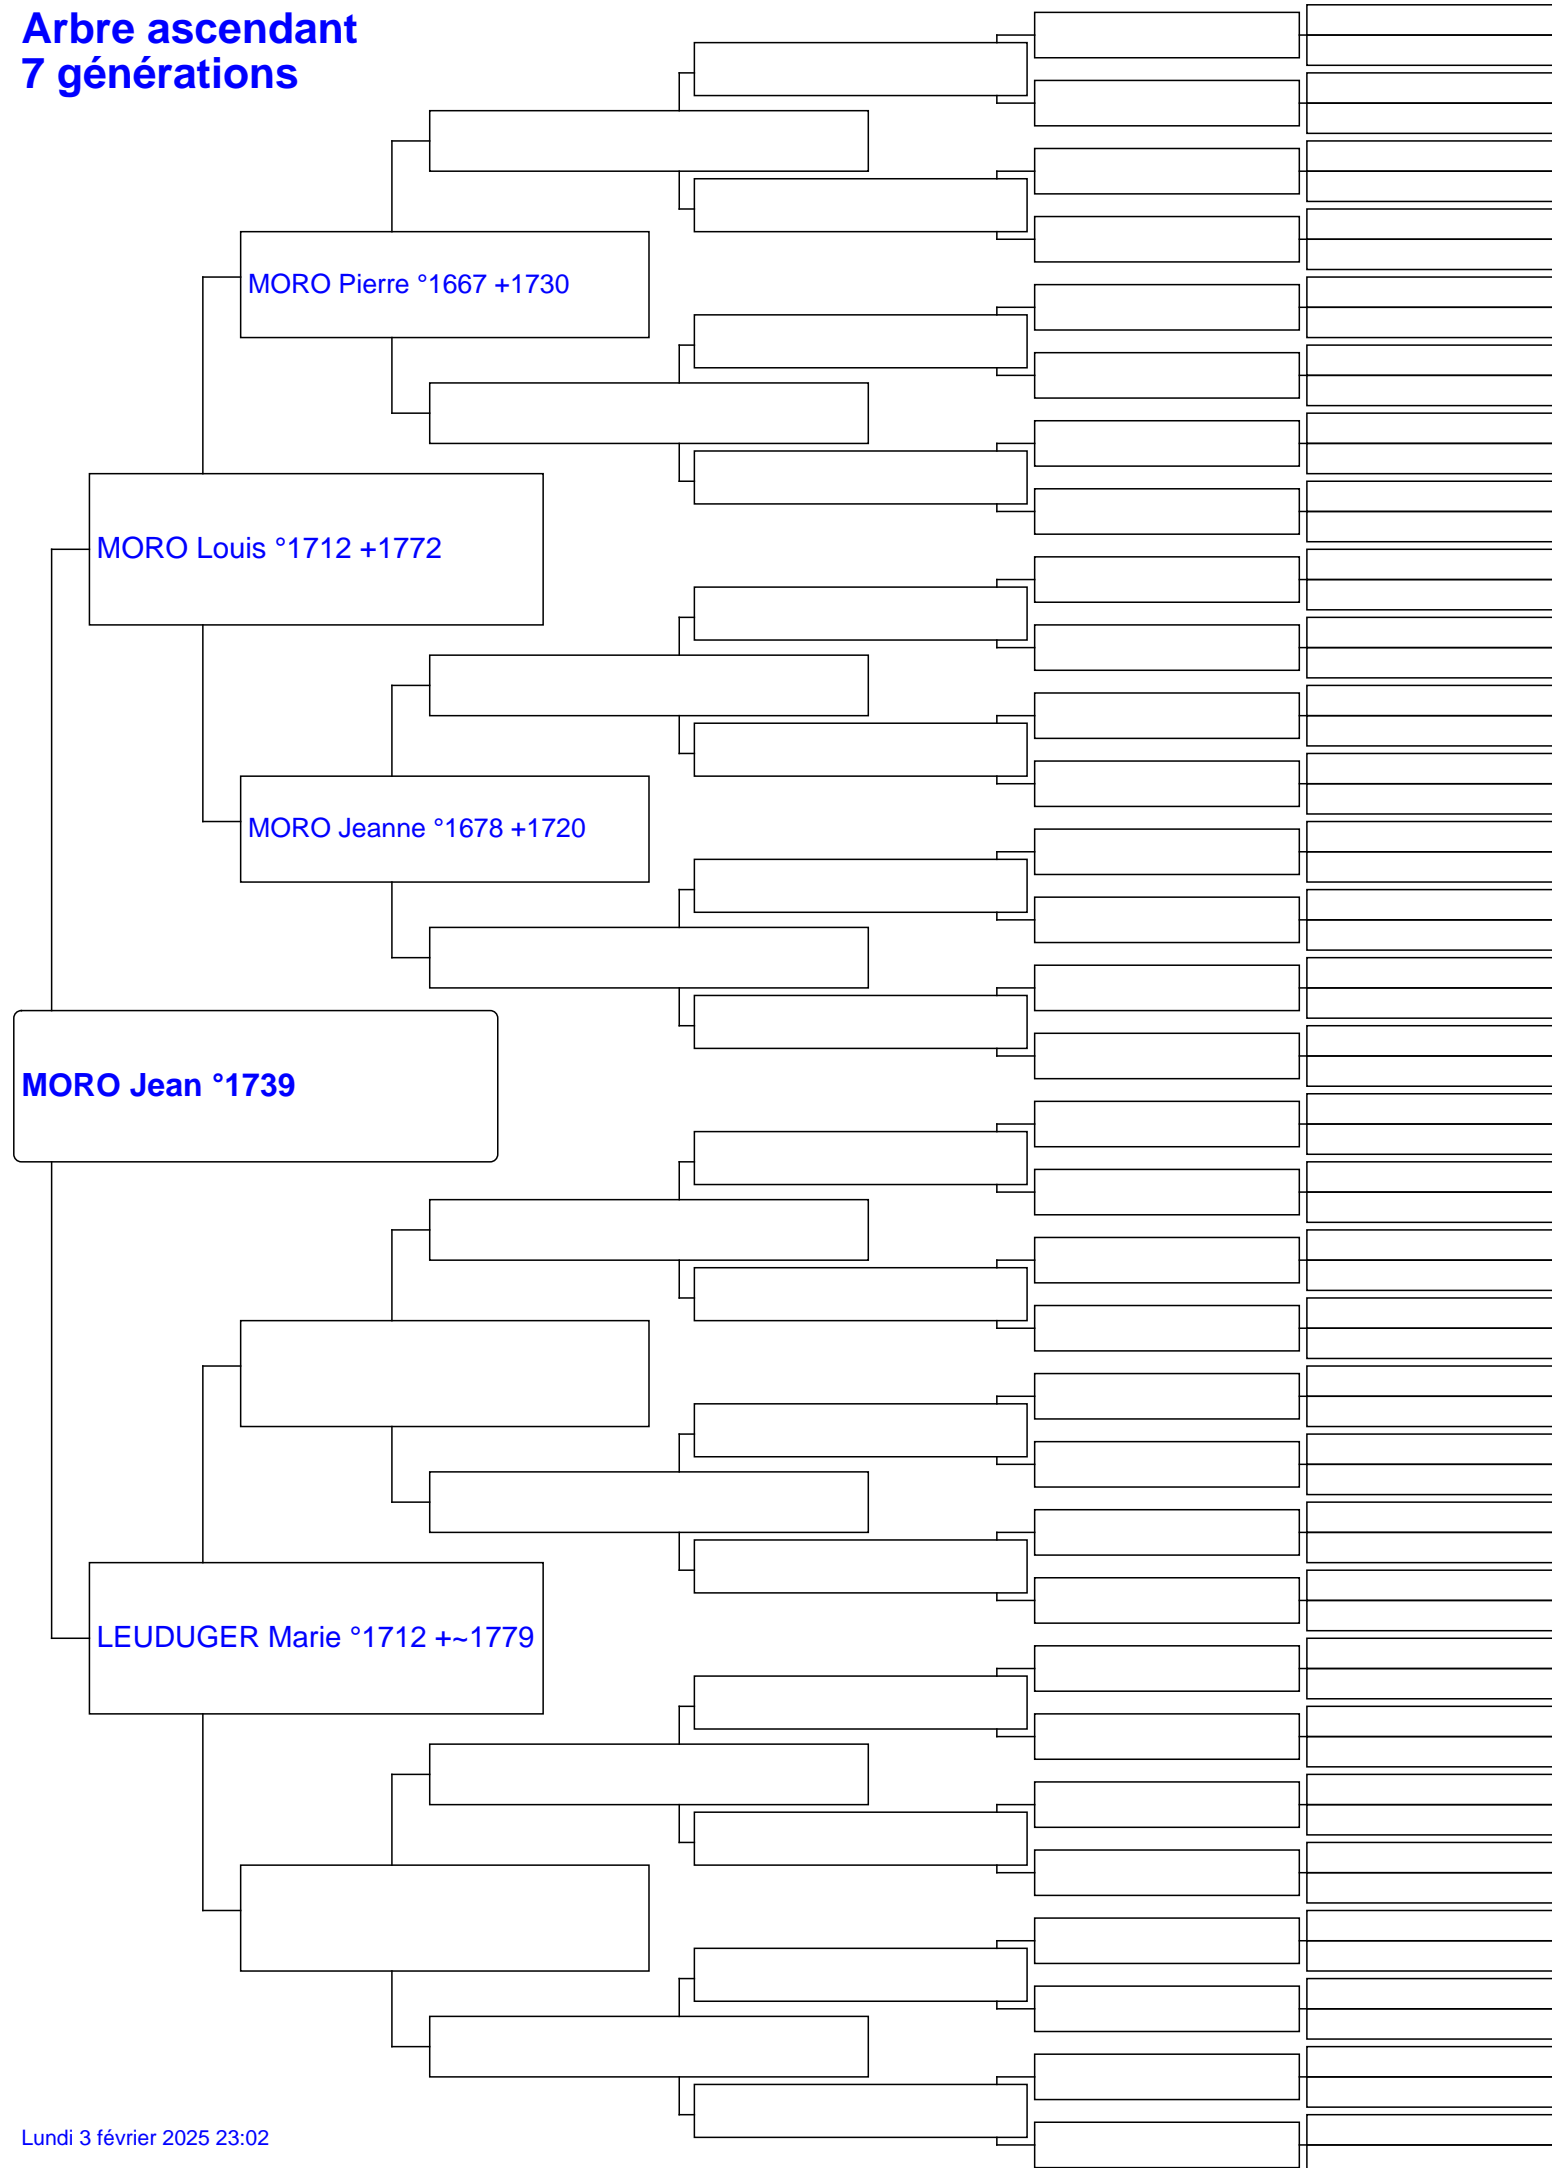 Arbre ascendant
7 générations
MORO Pierre °1667 +1730
MORO Louis °1712 +1772
MORO Jeanne °1678 +1720
MORO Jean °1739
LEUDUGER Marie °1712 +~1779
Lundi 3 février 2025 23:02